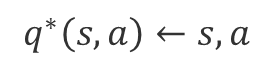 q*(s, a) ← s, a